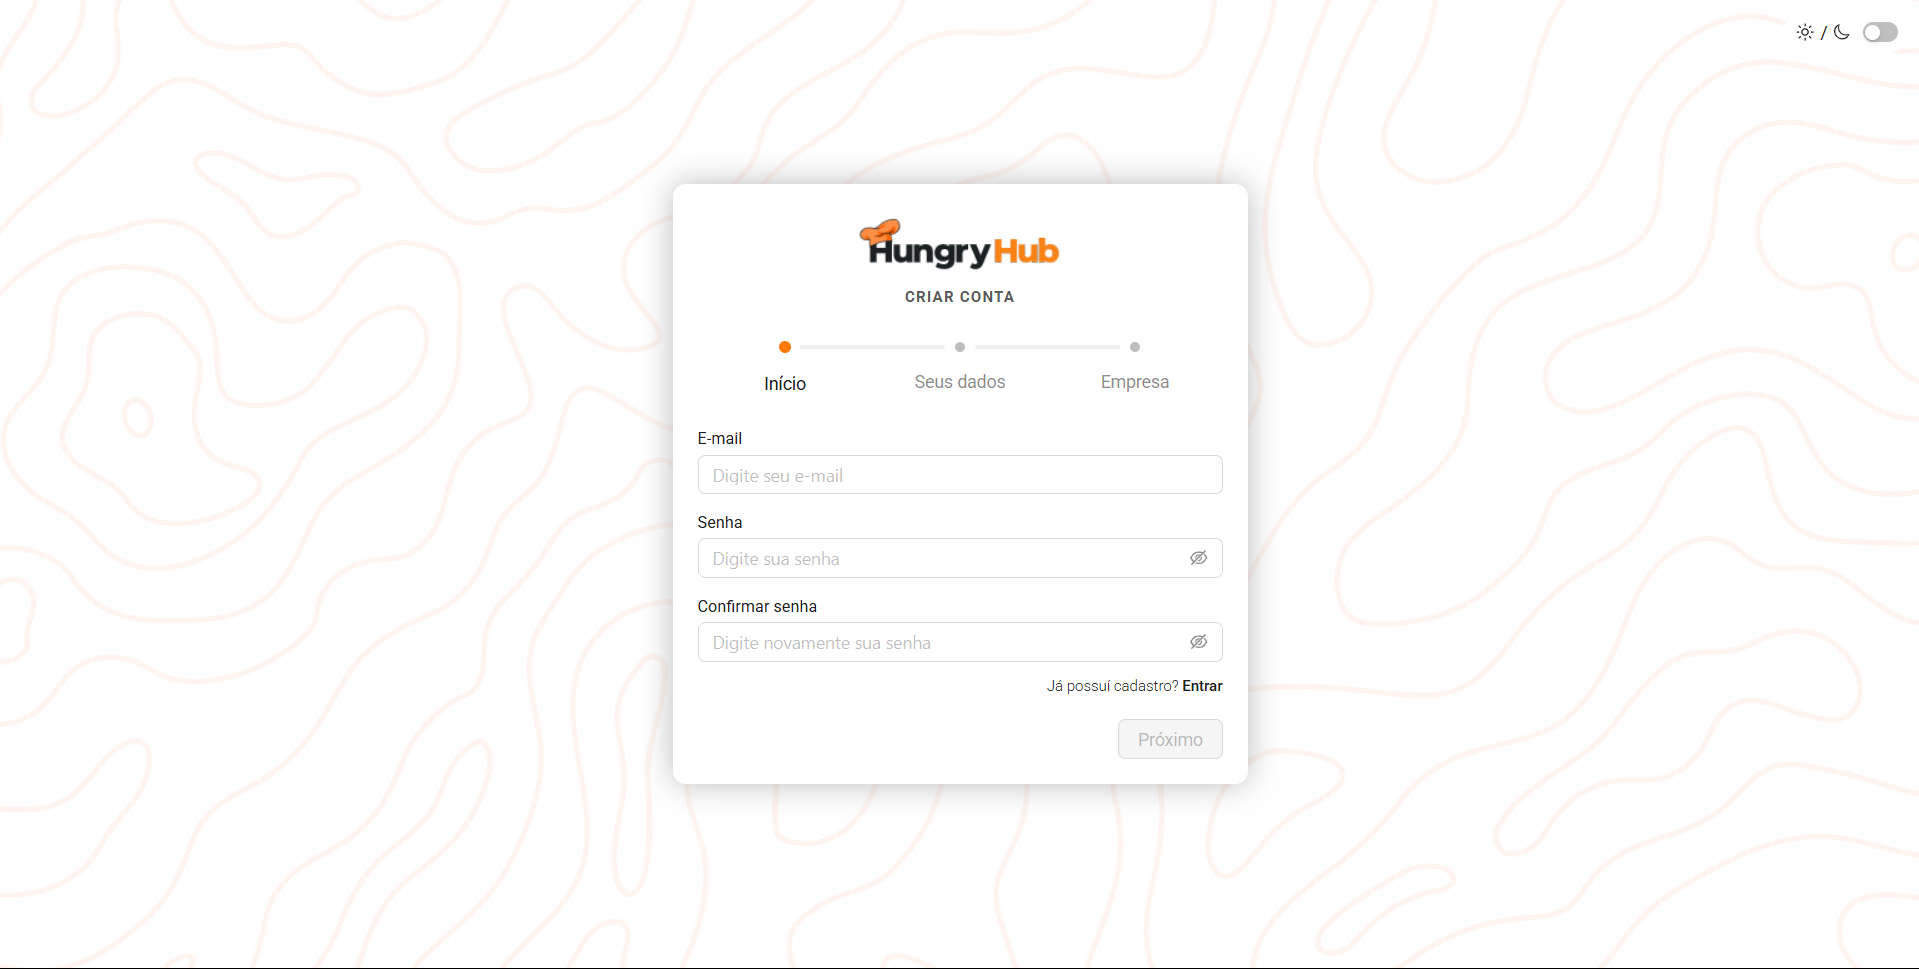 /
HungryHub
CRIAR CONTA
Início
Seus dados
Empresa
E-mail
Digite seu e-mail
Senha
Digite sua senha
Confirmar senha
Digite novamente sua senha
Já possuí cadastro? Entrar
Próximo